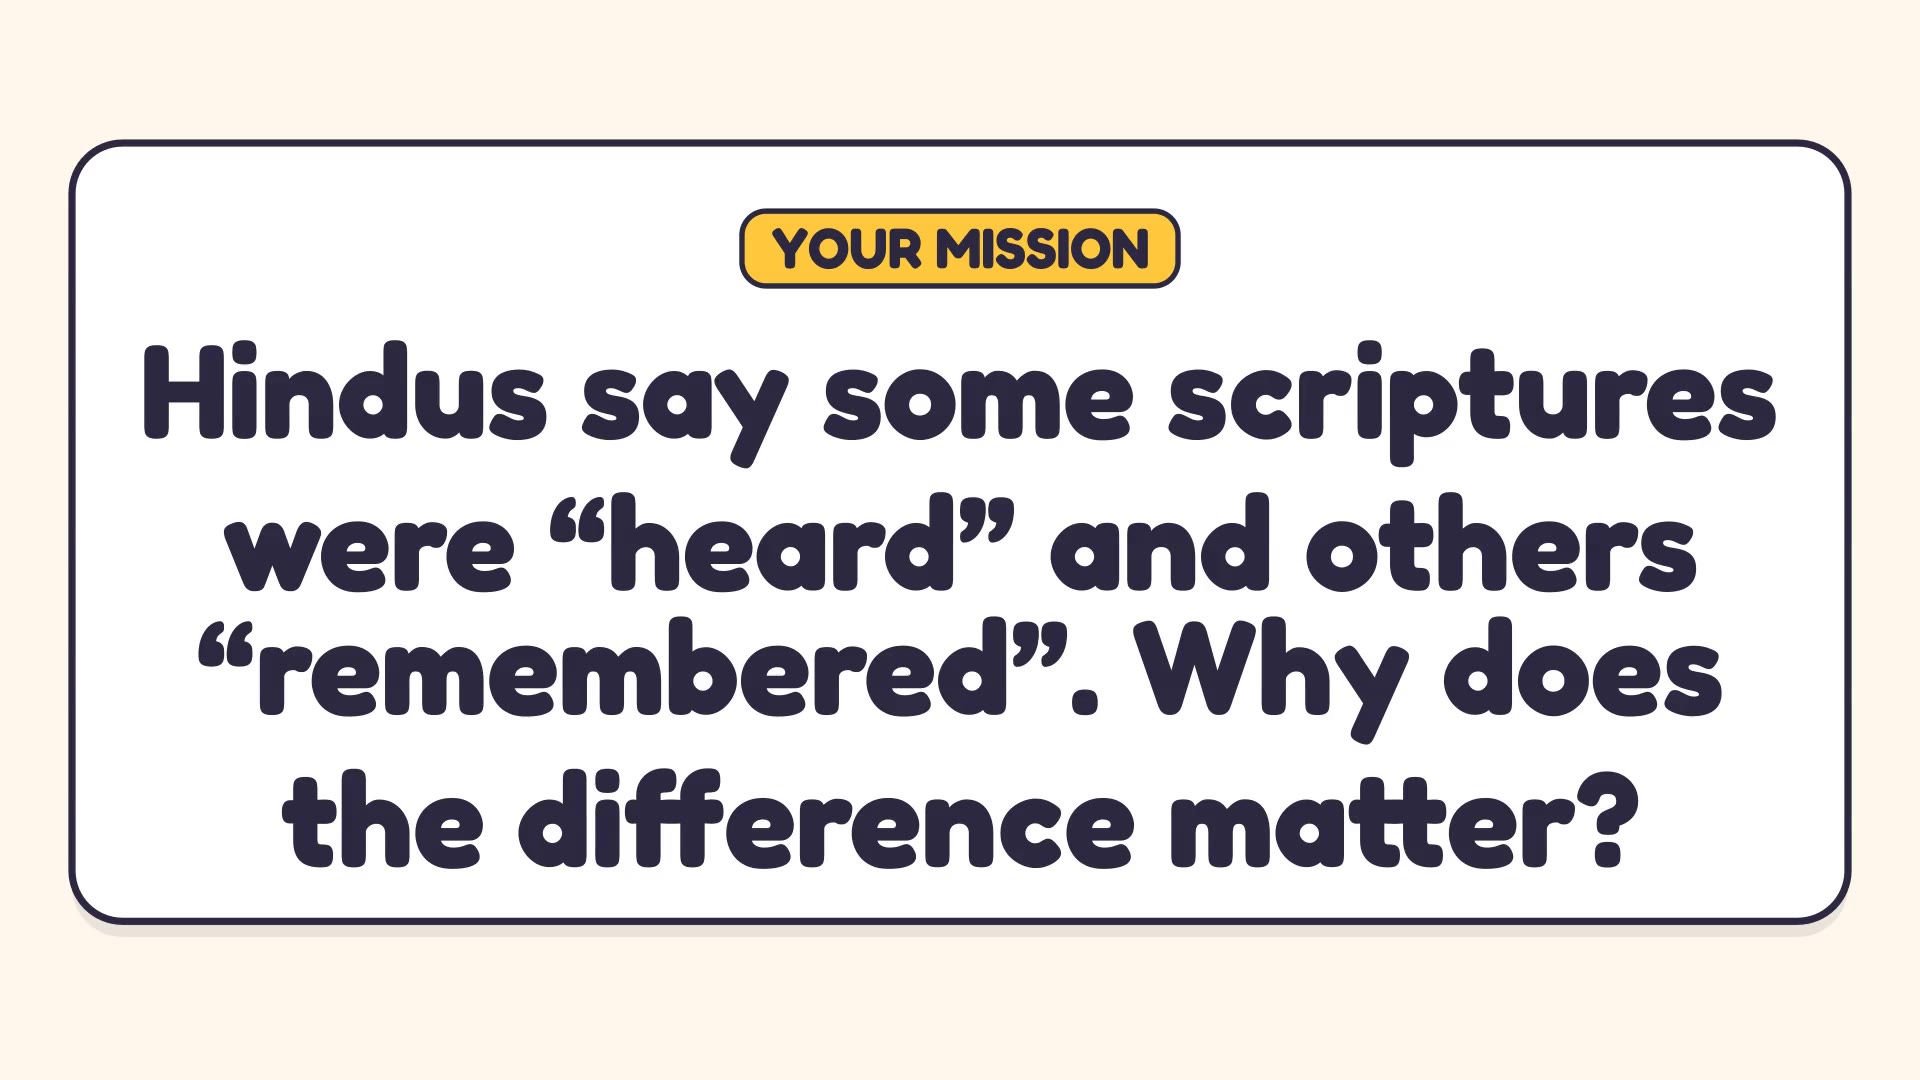 YOUR MISSION
Hindus say some scriptures
were “heard” and others
“remembered”. Why does
the difference matter?